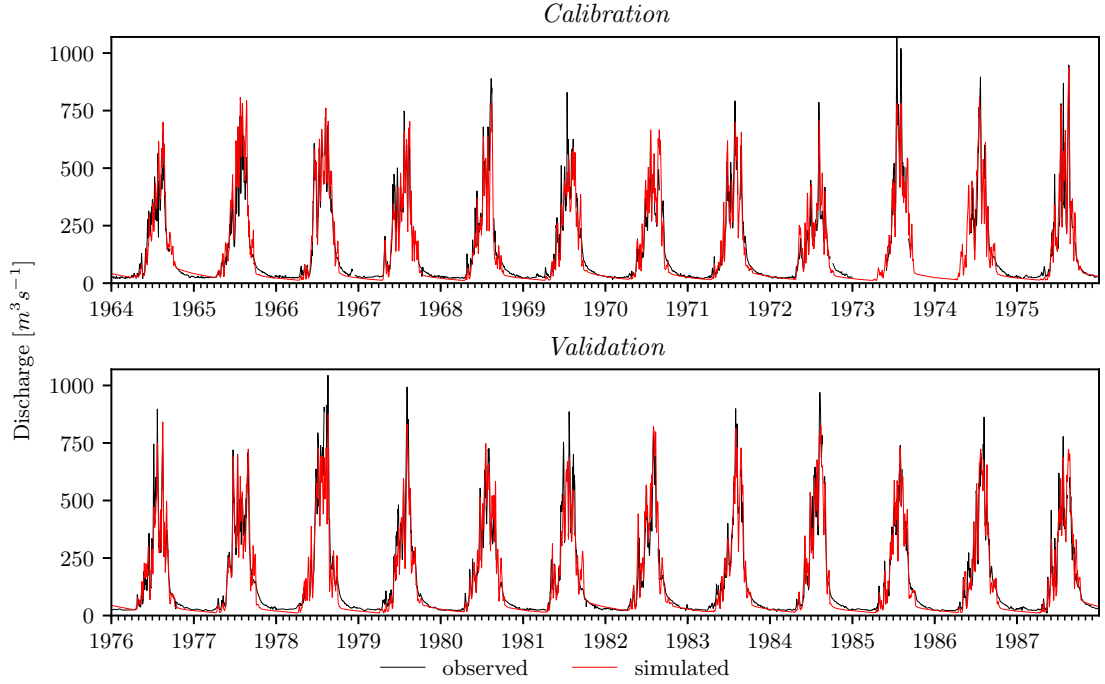 Calibration
1000
750
500
250
0
1964 1965 1966 1967 1968 1969 1970 1971 1972 1973 1974 1975
Discharge [m³s⁻¹]
Validation
1000
750
500
250
0
1976 1977 1978 1979 1980 1981 1982 1983 1984 1985 1986 1987
observed simulated